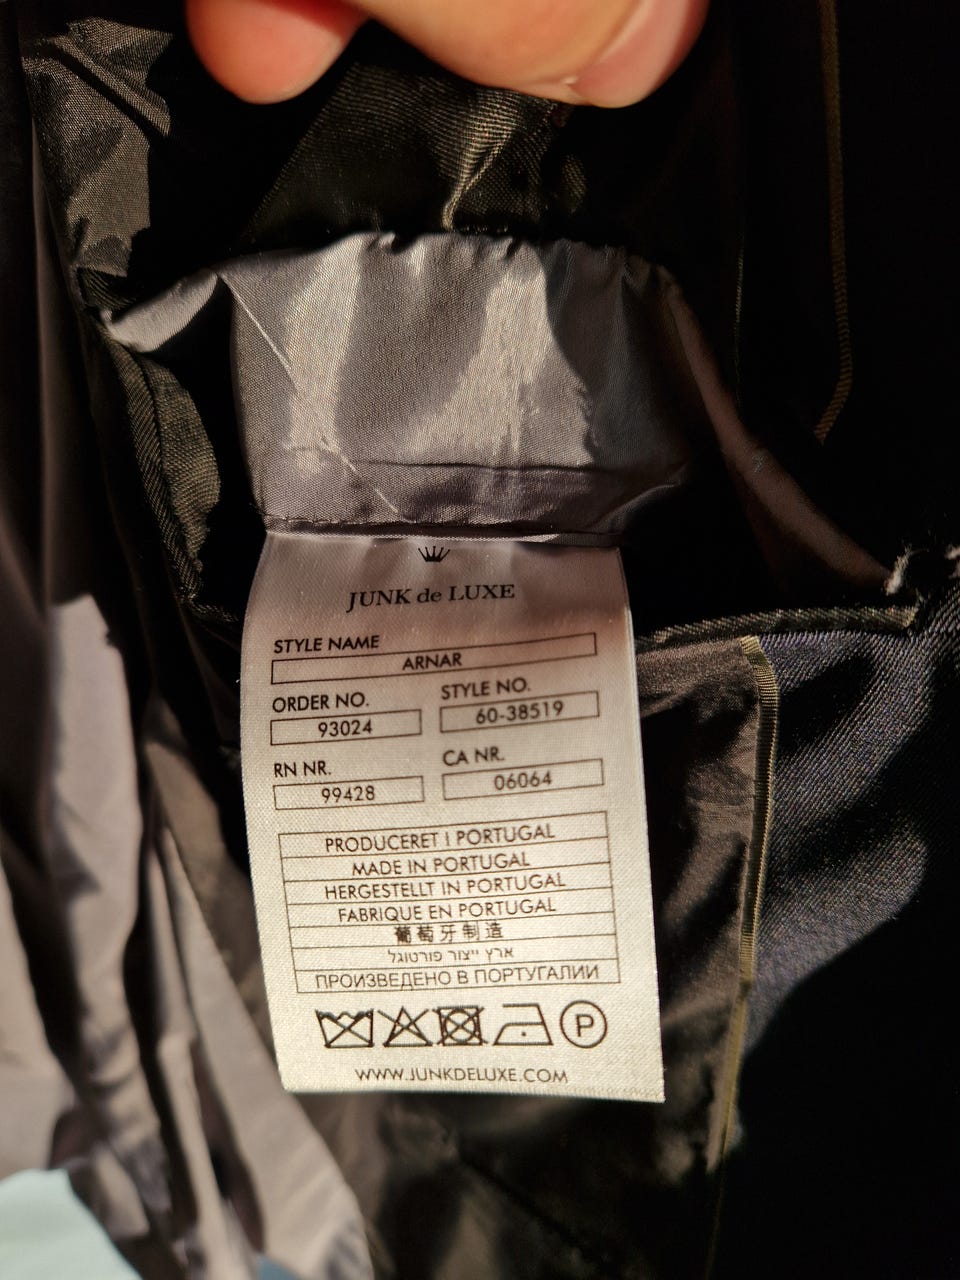 JUNK de LUXE
STYLE NAME
ARNAR
ORDER NO. STYLE NO.
93024 60-38519
RN NR. CA NR.
99428 06064
PRODUCERET I PORTUGAL
MADE IN PORTUGAL
HERGESTELLT IN PORTUGAL
FABRIQUE EN PORTUGAL
葡萄牙制造
ארץ ייצור פורטוגל
ПРОИЗВЕДЕНО В ПОРТУГАЛИИ
P
WWW.JUNKDELUXE.COM